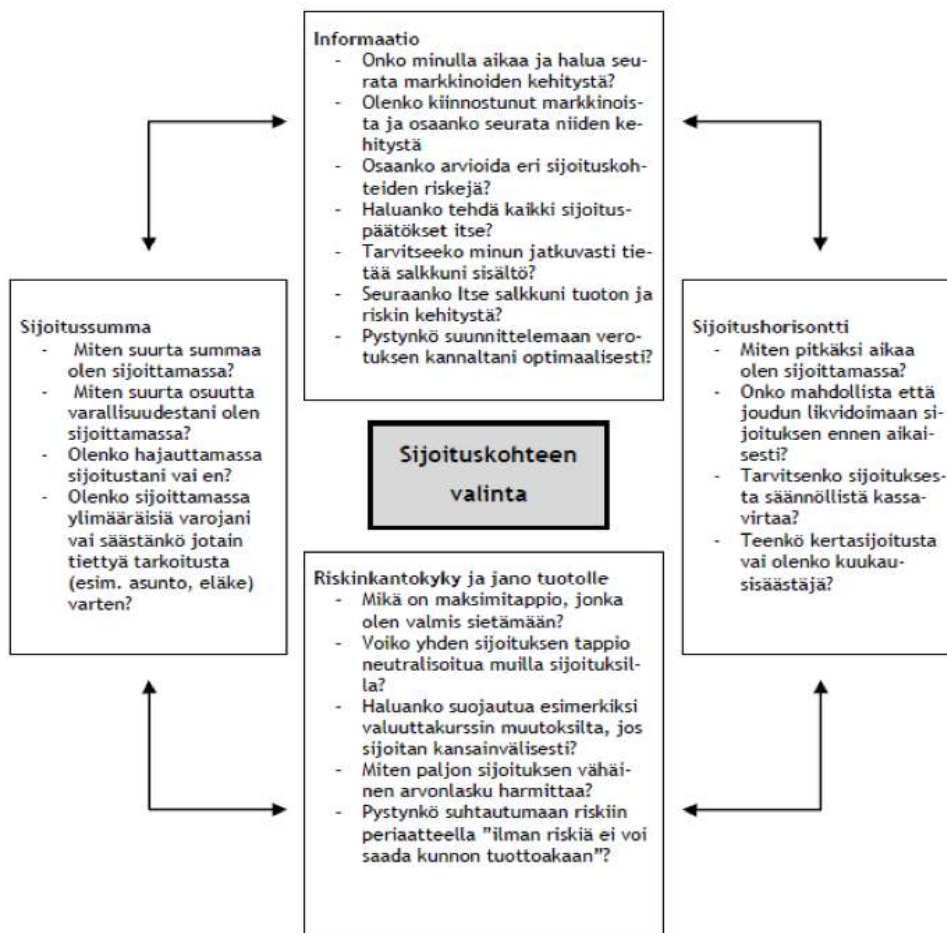 Informaatio
- Onko minulla aikaa ja halua seu-
rata markkinoiden kehitystä?
- Olenko kiinnostunut markkinois-
ta ja osaanko seurata niiden ke-
hitystä
- Osaanko arvioida eri sijoituskoh-
teiden riskejä?
- Haluanko tehdä kaikki sijoitus-
päätökset itse?
- Tarvitseeko minun jatkuvasti tie-
tää salkkuni sisältö?
- Seuraanko Itse salkkuni tuoton ja
riskin kehitystä?
- Pystynkö suunnittelemaan vero-
tuksen kannaltani optimaalisesti?
Sijoitussumma
- Miten suurta summaa
olen sijoittamassa?
- Miten suurta osuutta
varallisuudestani olen
sijoittamassa?
- Olenko hajauttamassa
sijoitustani vai en?
- Olenko sijoittamassa
ylimääräisiä varojani
vai säästänkö jotain
tiettyä tarkoitusta
(esim. asunto, eläke)
varten?
Sijoituskohteen
valinta
Sijoitushorisontti
- Miten pitkäksi aikaa
olen sijoittamassa?
- Onko mahdollista että
joudun likvidoimaan si-
joituksen ennen aikai-
sesti?
- Tarvitsenko sijoitukses-
ta säännöllistä kassa-
virtaa?
- Teenkö kertasijoitusta
vai olenko kuukau-
sisäästäjä?
Riskinkantokyky ja jano tuotolle
- Mikä on maksimitappio, jonka
olen valmis sietämään?
- Voiko yhden sijoituksen tappio
neutralisoitua muilla sijoituksil-
la?
- Haluanko suojautua esimerkiksi
valuuttakurssin muutoksilta, jos
sijoitan kansainvälisesti?
- Miten paljon sijoituksen vähäi-
nen arvonlasku harmittaa?
- Pystynkö suhtautumaan riskiin
periaatteella ”ilman riskiä ei voi
saada kunnon tuottoakaan”?